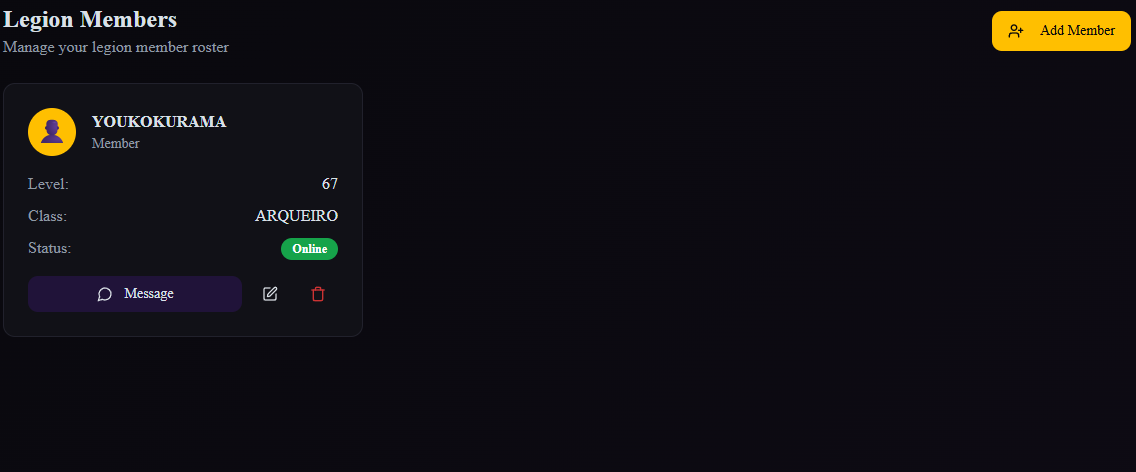 Legion Members
Manage your legion member roster
Add Member
YOUKOKURAMA
Member
Level: 67
Class: ARQUEIRO
Status: Online
Message